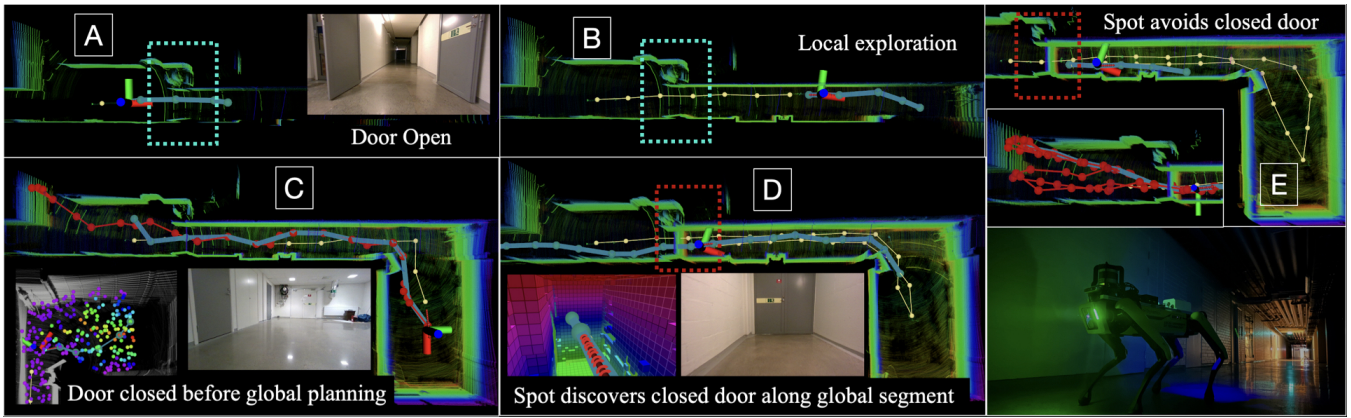 A
Door Open
B
Local exploration
Spot avoids closed door
E
C
Door closed before global planning
D
Spot discovers closed door along global segment